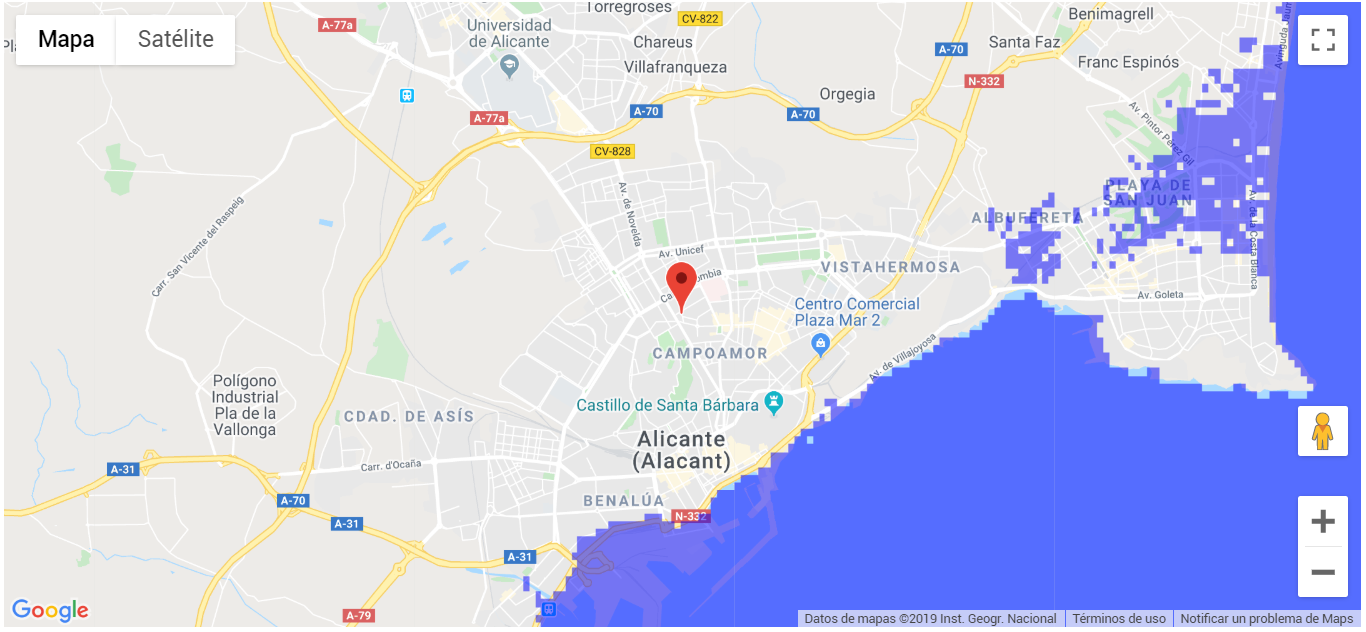 Mapa
Satélite
A-77a
Universidad
de Alicante
Torregroses
CV-822
Chareus
Villafranqueza
Benimagrell
A-70
Santa Faz
N-332
Franc Espinós
Orgegia
A-77a
A-70
A-70
CV-828
Av. Pintor Pérez Gil
Carr. San Vicente del Raspeig
Av. de Novelda
PLAYA DE
SAN JUAN
ALBUFERETA
Av. de la Costa Blanca
Av. Unicef
VISTAHERMOSA
Av. Goleta
Centro Comercial
Plaza Mar 2
CAMPOAMOR
Av. de Villajoyosa
Polígono
Industrial
Pla de la
Vallonga
CDAD. DE ASÍS
Castillo de Santa Bárbara
Alicante
(Alacant)
Carr. d'Ocaña
A-31
A-70
BENALÚA
N-332
A-31
A-31
A-79
Google
Datos de mapas ©2019 Inst. Geogr. Nacional
Términos de uso
Notificar un problema de Maps